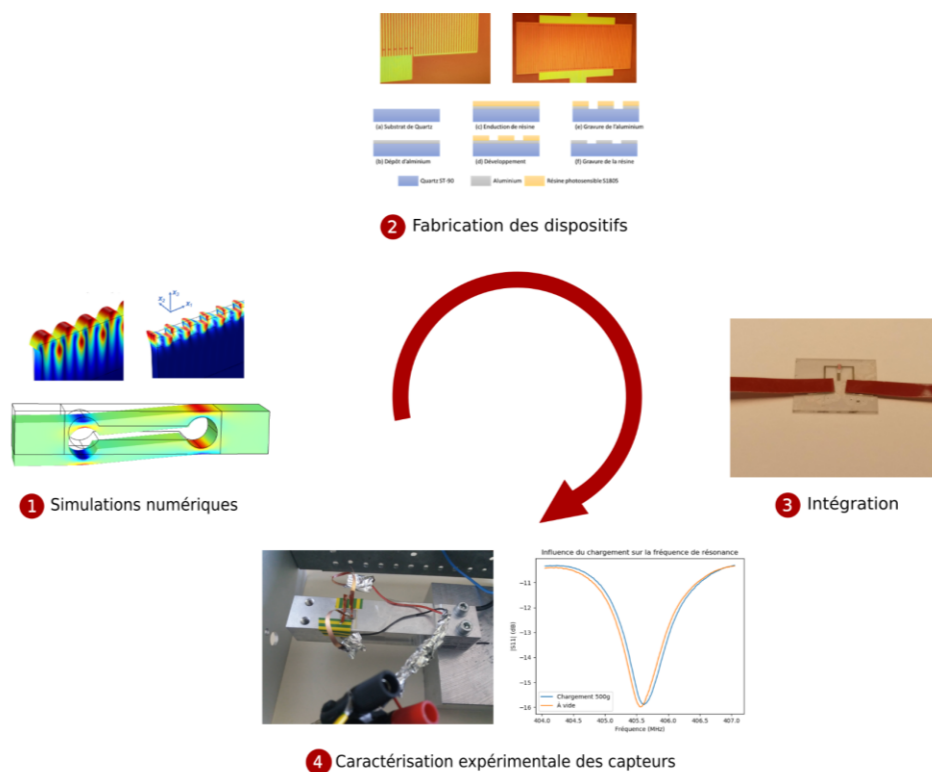 (a) Substrat de Quartz
(c) Enduction de résine
(e) Gravure de l'aluminium
(b) Dépôt d'alminium
(d) Développement
(f) Gravure de la résine
Quartz ST-90
Aluminium
Résine photosensible S1805
2 Fabrication des dispositifs
x₃
x₂
x₁
1 Simulations numériques
3 Intégration
Influence du chargement sur la fréquence de résonance
|S11| (dB)
−11
−12
−13
−14
−15
−16
Chargement 500g
A vide
404.0 404.5 405.0 405.5 406.0 406.5 407.0
Fréquence (MHz)
4 Caractérisation expérimentale des capteurs